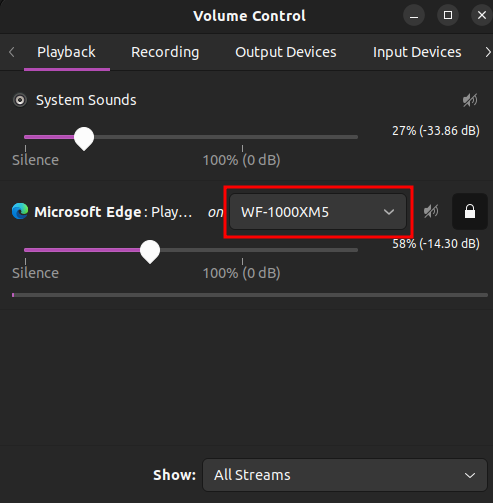 Volume Control
Playback Recording Output Devices Input Devices
System Sounds
27% (-33.86 dB)
Silence 100% (0 dB)
Microsoft Edge : Play… on WF-1000XM5
58% (-14.30 dB)
Silence 100% (0 dB)
Show: All Streams